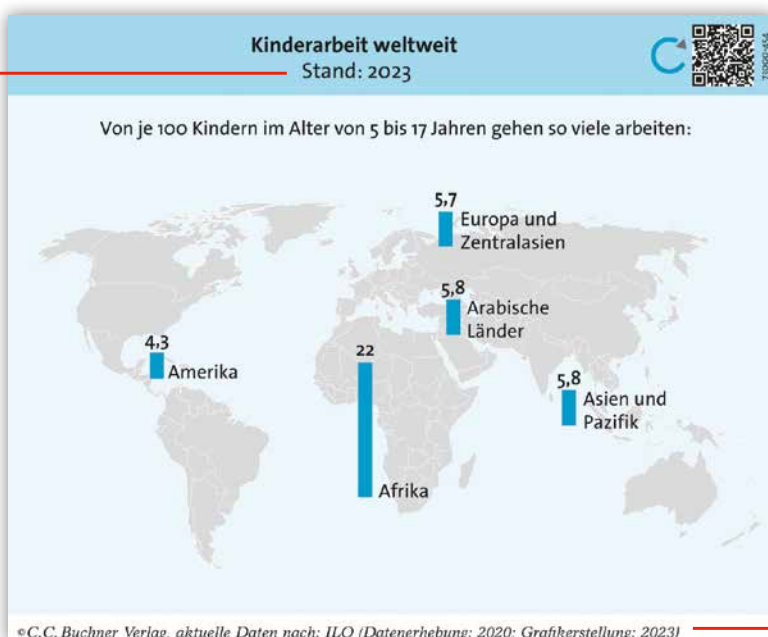 Kinderarbeit weltweit
Stand: 2023
71000-454
Von je 100 Kindern im Alter von 5 bis 17 Jahren gehen so viele arbeiten:
5,7
Europa und
Zentralasien
5,8
Arabische
Länder
4,3
Amerika
22
Afrika
5,8
Asien und
Pazifik
©C.C. Buchner Verlag, aktuelle Daten nach: ILO (Datenerhebung: 2020; Grafikerstellung: 2023)